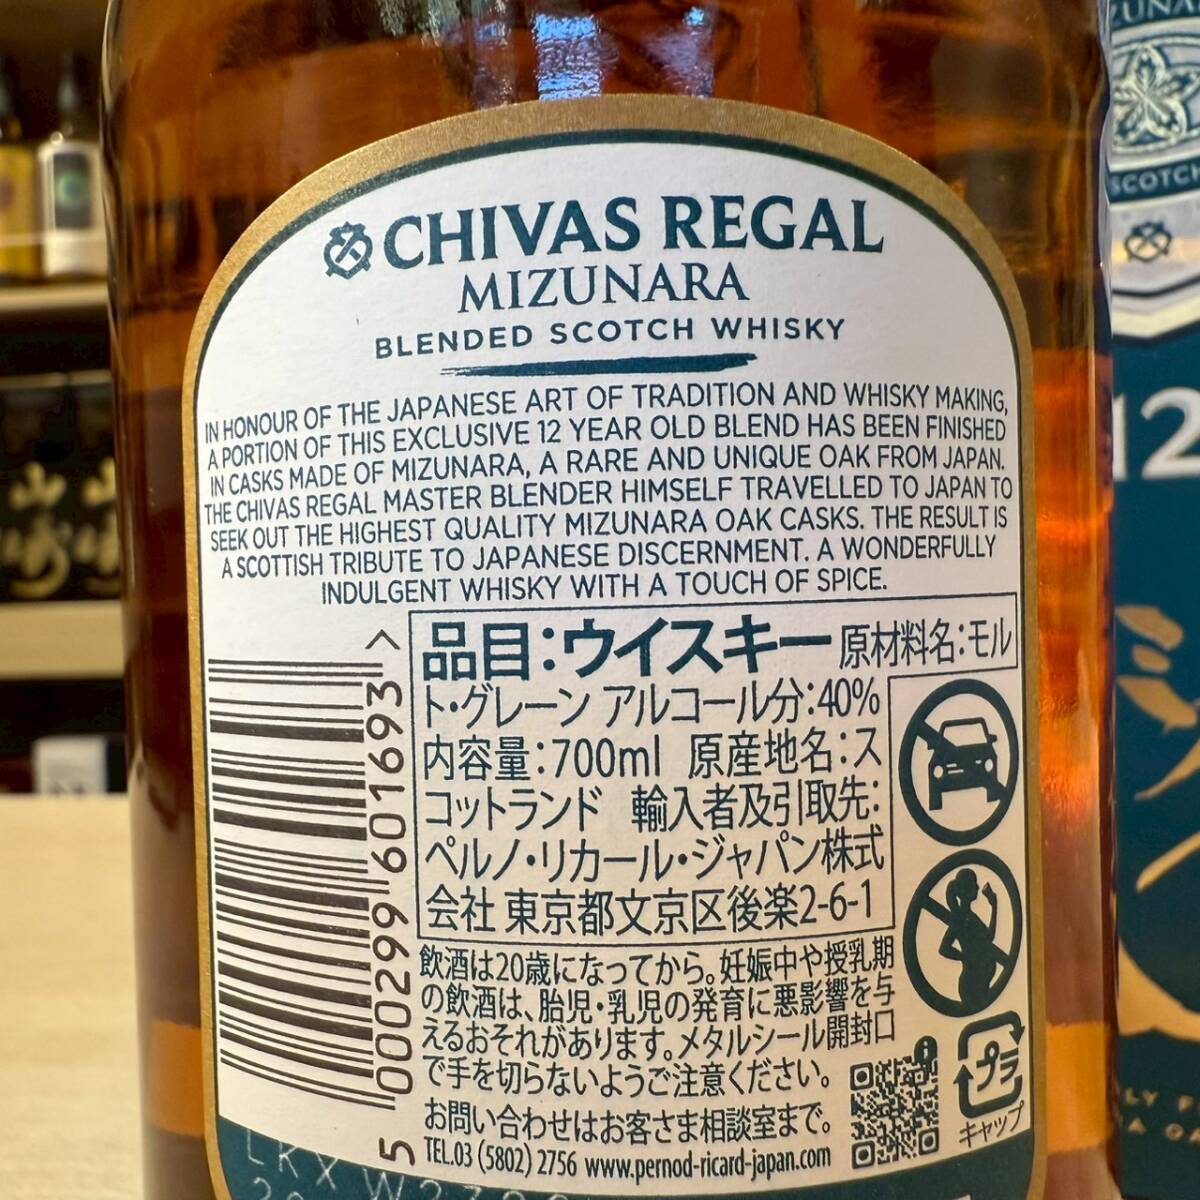 CHIVAS REGAL
MIZUNARA
BLENDED SCOTCH WHISKY
IN HONOUR OF THE JAPANESE ART OF TRADITION AND WHISKY MAKING,
A PORTION OF THIS EXCLUSIVE 12 YEAR OLD BLEND HAS BEEN FINISHED
IN CASKS MADE OF MIZUNARA, A RARE AND UNIQUE OAK FROM JAPAN.
THE CHIVAS REGAL MASTER BLENDER HIMSELF TRAVELLED TO JAPAN TO
SEEK OUT THE HIGHEST QUALITY MIZUNARA OAK CASKS. THE RESULT IS
A SCOTTISH TRIBUTE TO JAPANESE DISCERNMENT. A WONDERFULLY
INDULGENT WHISKY WITH A TOUCH OF SPICE.
品目:ウイスキー 原材料名:モル
ト・グレーン アルコール分:40%
内容量:700ml 原産地名:ス
コットランド 輸入者及引取先:
ペルノ・リカール・ジャパン株式
会社 東京都文京区後楽2-6-1
飲酒は20歳になってから。妊娠中や授乳期
の飲酒は、胎児・乳児の発育に悪影響を与
えるおそれがあります。メタルシール開封口
で手を切らないようご注意ください。
お問い合わせはお客さま相談室まで。
TEL.03 (5802) 2756 www.pernod-ricard-japan.com
プラ
キャップ
5 000299 601693 >
LKX W2
SCOTCH
12
山崎